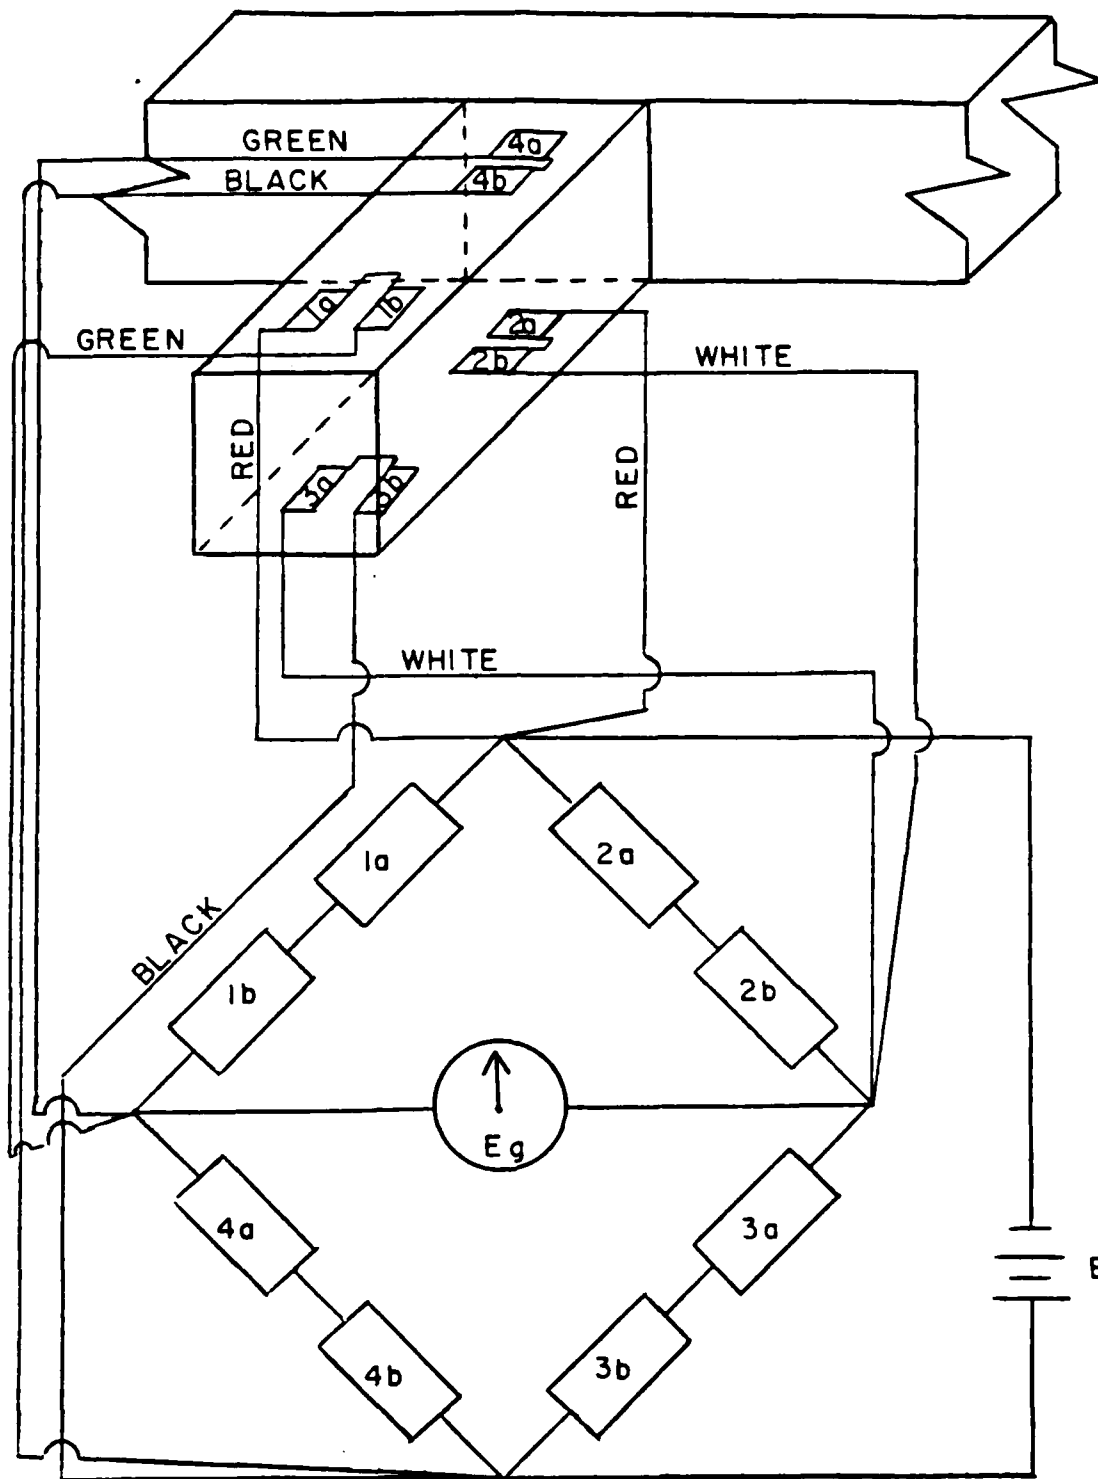 GREEN
4a
BLACK
4b
1a
1b
2a
GREEN
2b
WHITE
RED
RED
3a
3b
WHITE
1a
2a
BLACK
1b
2b
Eg
4a
3a
E
4b
3b